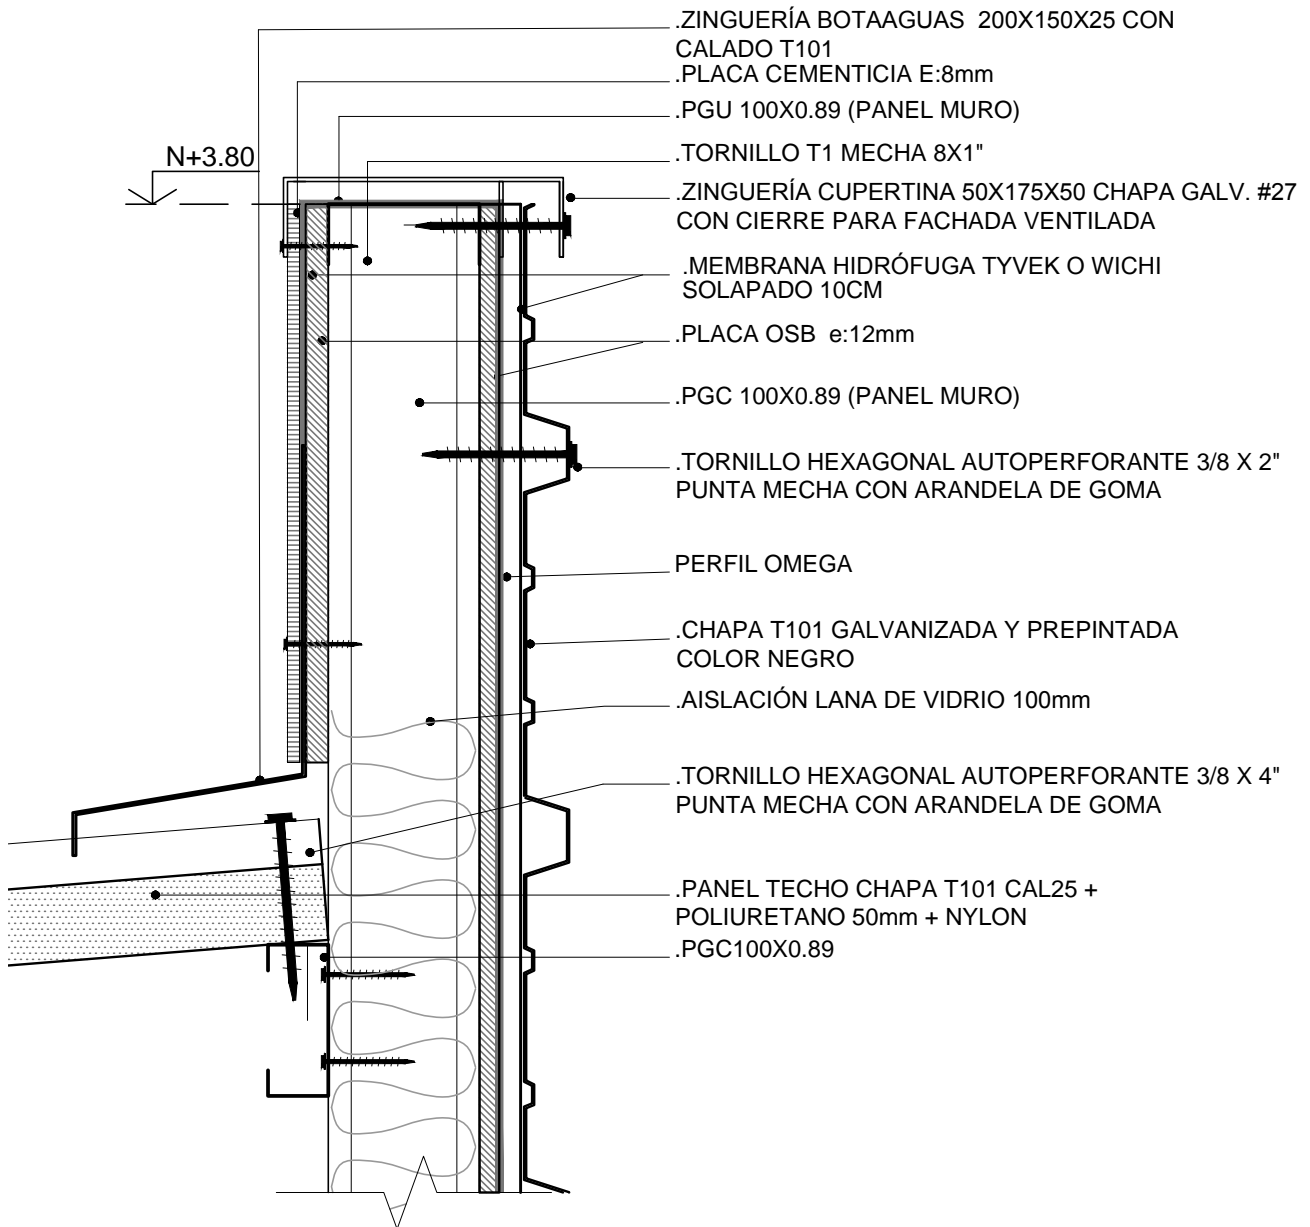 .ZINGUERÍA BOTAAGUAS  200X150X25 CON
CALADO T101
.PLACA CEMENTICIA E:8mm
.PGU 100X0.89 (PANEL MURO)
N+3.80
.TORNILLO T1 MECHA 8X1"
.ZINGUERÍA CUPERTINA 50X175X50 CHAPA GALV. #27
CON CIERRE PARA FACHADA VENTILADA
.MEMBRANA HIDRÓFUGA TYVEK O WICHI
SOLAPADO 10CM
.PLACA OSB  e:12mm
.PGC 100X0.89 (PANEL MURO)
.TORNILLO HEXAGONAL AUTOPERFORANTE 3/8 X 2"
PUNTA MECHA CON ARANDELA DE GOMA
PERFIL OMEGA
.CHAPA T101 GALVANIZADA Y PREPINTADA
COLOR NEGRO
.AISLACIÓN LANA DE VIDRIO 100mm
.TORNILLO HEXAGONAL AUTOPERFORANTE 3/8 X 4"
PUNTA MECHA CON ARANDELA DE GOMA
.PANEL TECHO CHAPA T101 CAL25 +
POLIURETANO 50mm + NYLON
.PGC100X0.89